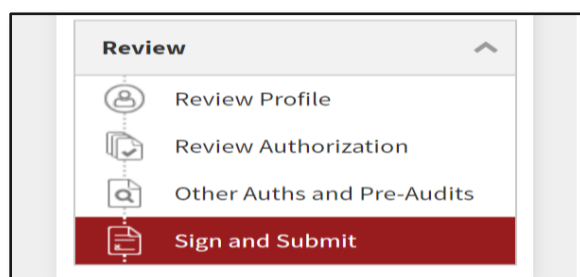 Review
Review Profile
Review Authorization
Other Auths and Pre-Audits
Sign and Submit